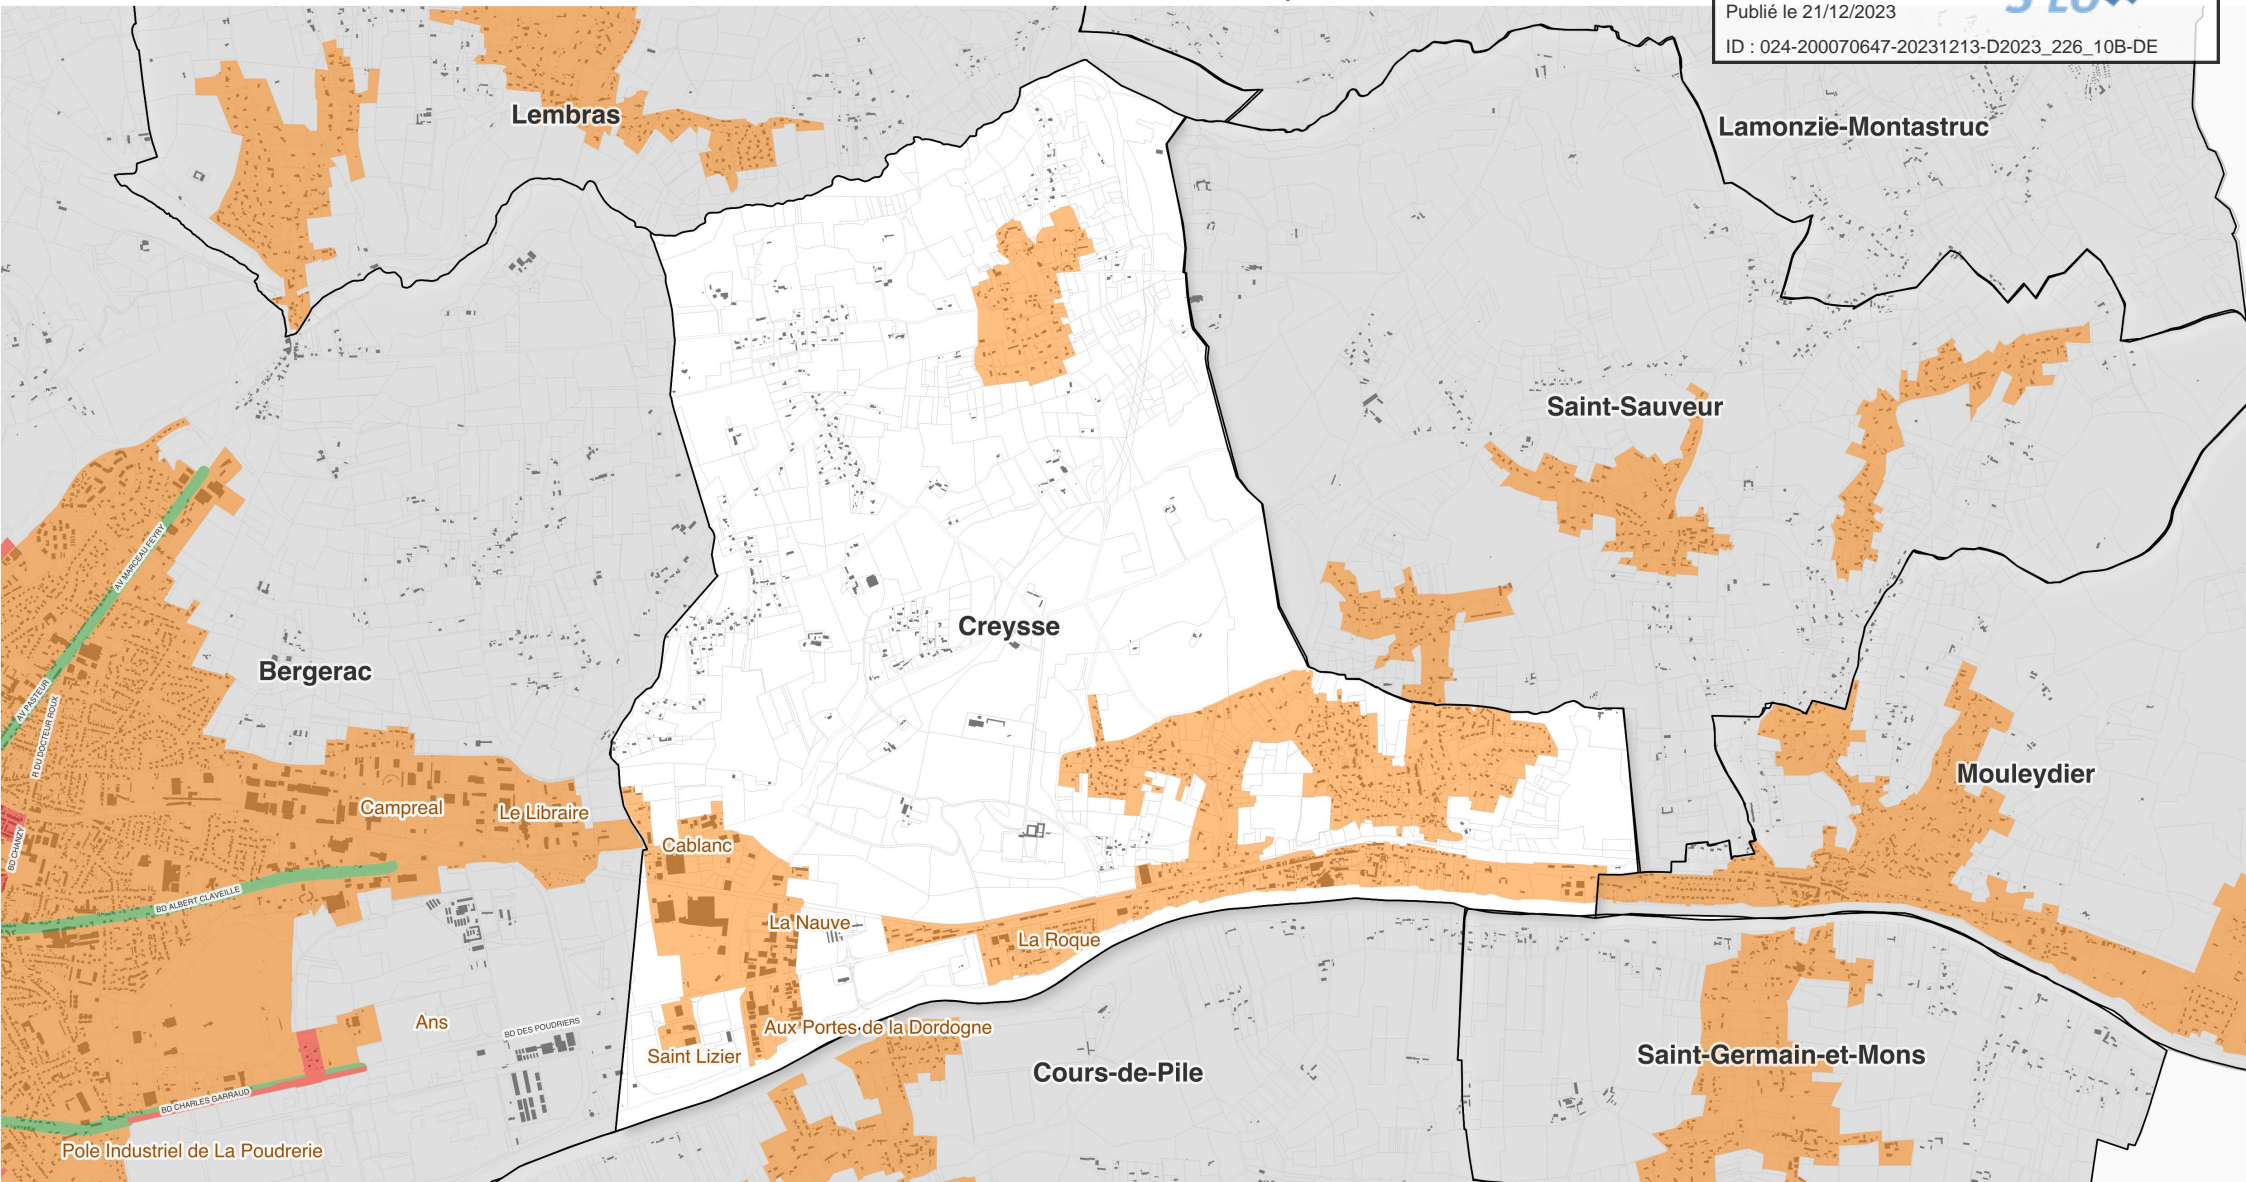 Publié le 21/12/2023
ID : 024-200070647-20231213-D2023_226_10B-DE
Lembras
Lamonzie-Montastruc
Saint-Sauveur
AV MARCEAU FEYRY
Creysse
Bergerac
AV PASTEUR
R DU DOCTEUR ROUX
Mouleydier
Campreal
Le Libraire
BD CHANZY
Cablanc
BD ALBERT CLAVEILLE
La Nauve
La Roque
Ans
BD DES POUDRIERS
Aux Portes de la Dordogne
Saint Lizier
Saint-Germain-et-Mons
Cours-de-Pile
BD CHARLES GARRAUD
Pole Industriel de La Poudrerie